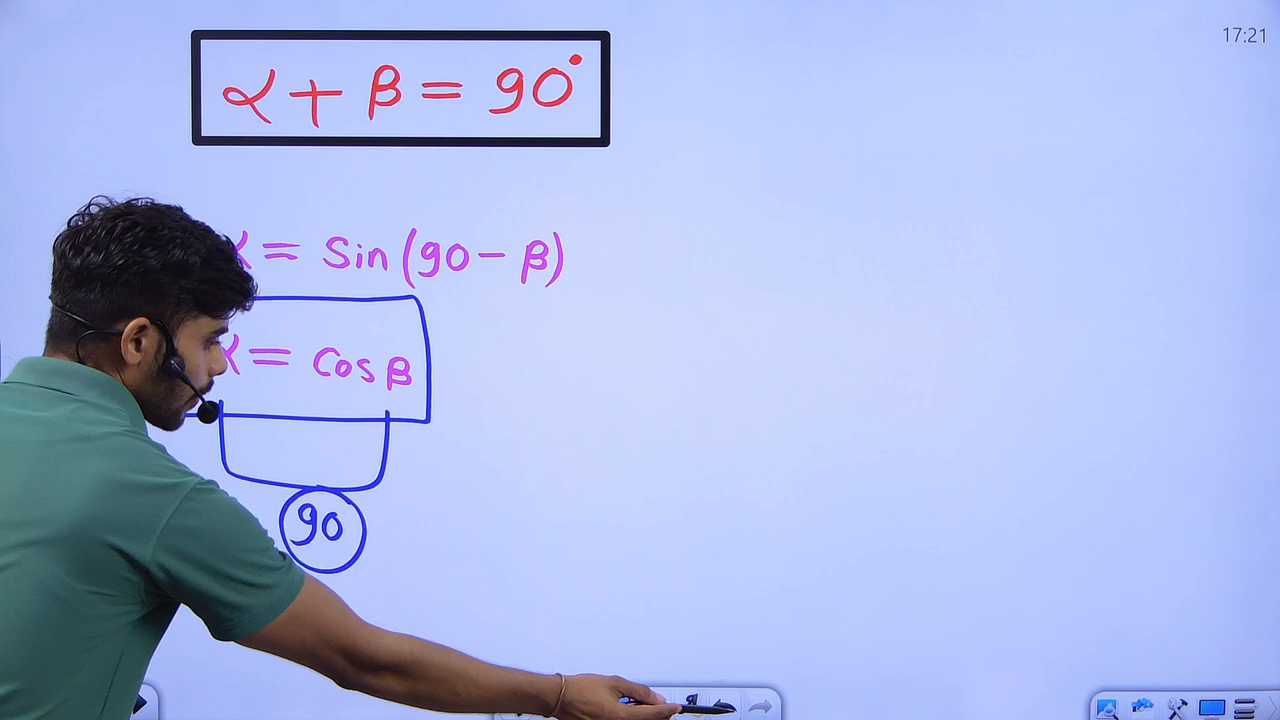 17:21
α + β = 90°
α = Sin (90 - β)
α = Cos β
90